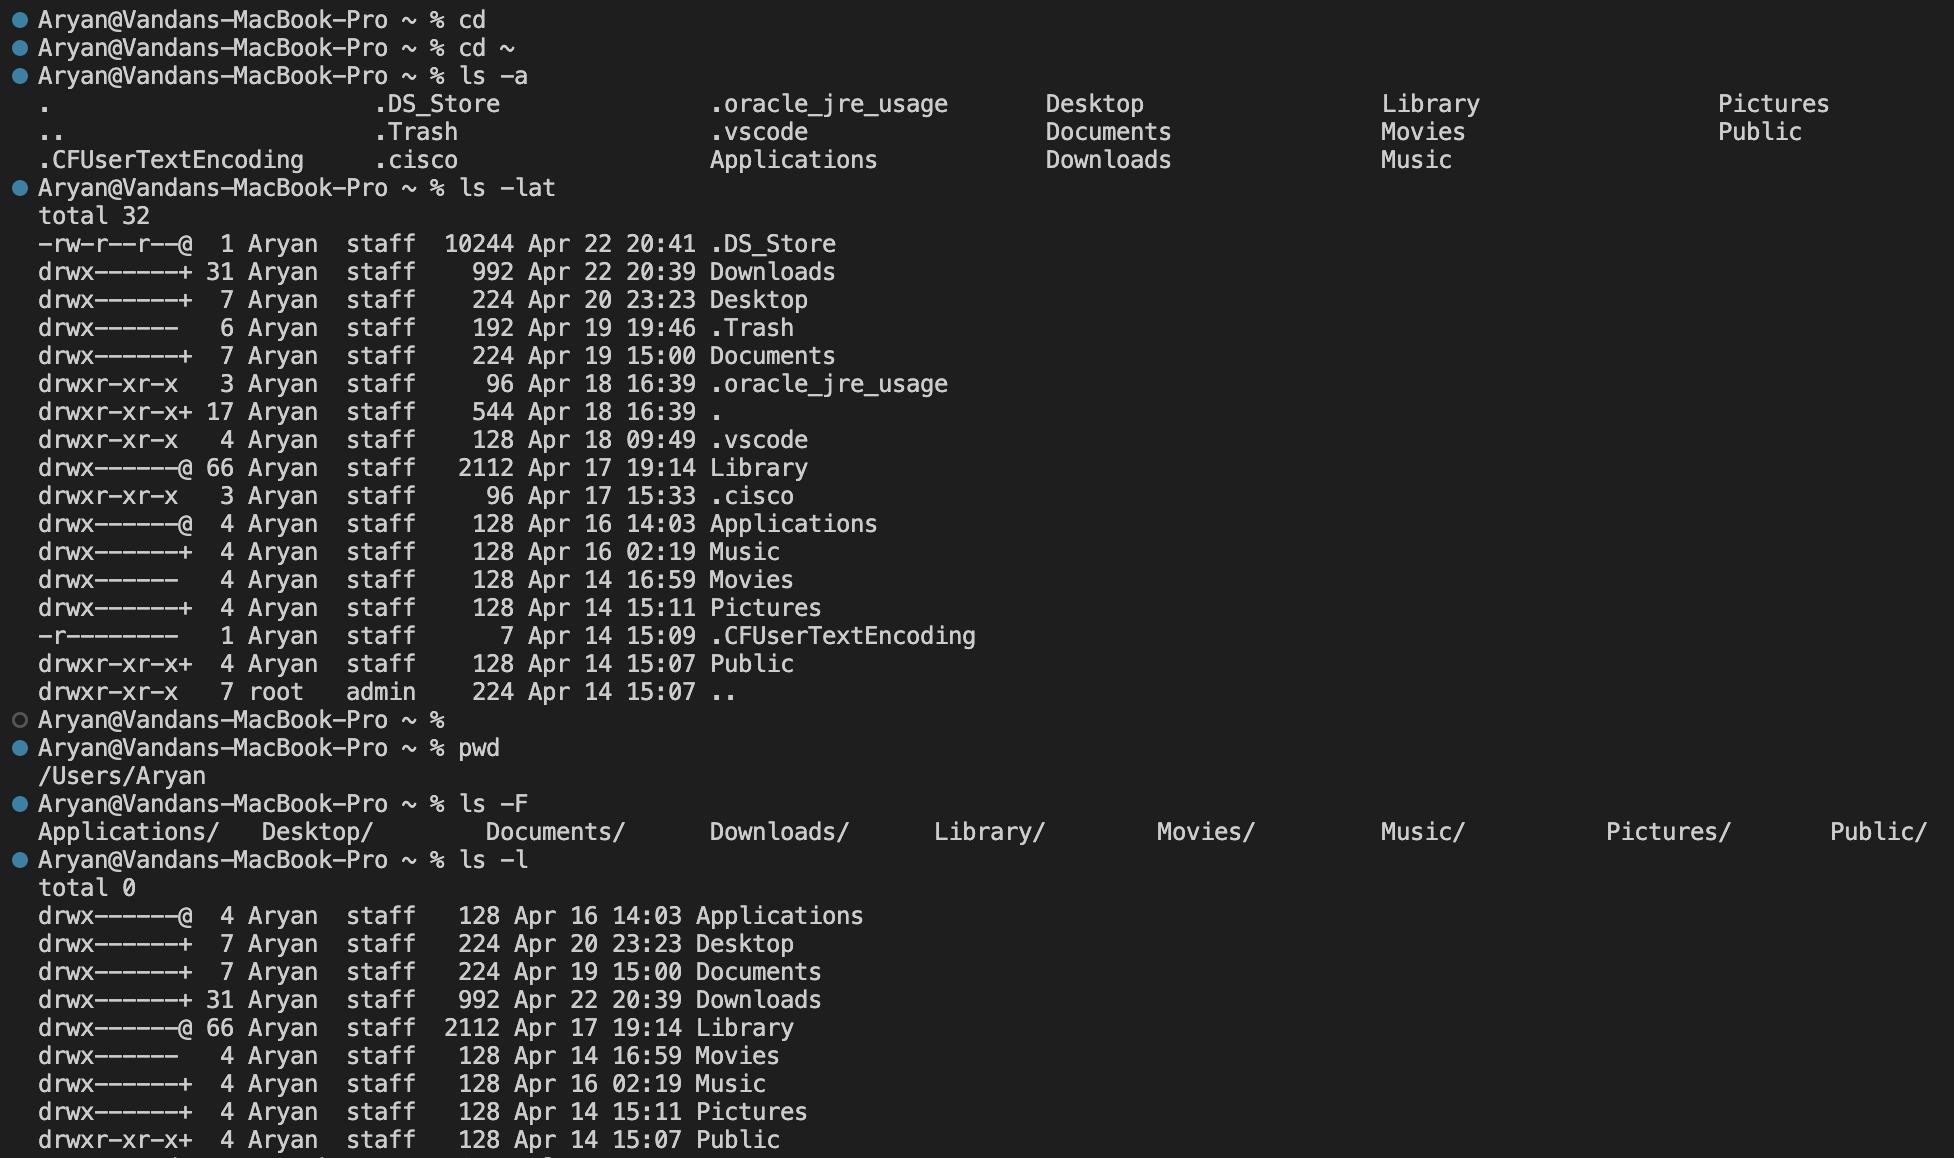 Aryan@Vandans-MacBook-Pro ~ % cd
Aryan@Vandans-MacBook-Pro ~ % cd ~
Aryan@Vandans-MacBook-Pro ~ % ls -a
. .DS_Store .oracle_jre_usage Desktop Library Pictures
.. .Trash .vscode Documents Movies Public
.CFUserTextEncoding .cisco Applications Downloads Music
Aryan@Vandans-MacBook-Pro ~ % ls -lat
total 32
-rw-r--r--@ 1 Aryan staff 10244 Apr 22 20:41 .DS_Store
drwx------+ 31 Aryan staff 992 Apr 22 20:39 Downloads
drwx------+ 7 Aryan staff 224 Apr 20 23:23 Desktop
drwx------ 6 Aryan staff 192 Apr 19 19:46 .Trash
drwx------+ 7 Aryan staff 224 Apr 19 15:00 Documents
drwxr-xr-x 3 Aryan staff 96 Apr 18 16:39 .oracle_jre_usage
drwxr-xr-x+ 17 Aryan staff 544 Apr 18 16:39 .
drwxr-xr-x 4 Aryan staff 128 Apr 18 09:49 .vscode
drwx------@ 66 Aryan staff 2112 Apr 17 19:14 Library
drwxr-xr-x 3 Aryan staff 96 Apr 17 15:33 .cisco
drwx------@ 4 Aryan staff 128 Apr 16 14:03 Applications
drwx------+ 4 Aryan staff 128 Apr 16 02:19 Music
drwx------ 4 Aryan staff 128 Apr 14 16:59 Movies
drwx------+ 4 Aryan staff 128 Apr 14 15:11 Pictures
-r-------- 1 Aryan staff 7 Apr 14 15:09 .CFUserTextEncoding
drwxr-xr-x+ 4 Aryan staff 128 Apr 14 15:07 Public
drwxr-xr-x 7 root admin 224 Apr 14 15:07 ..
Aryan@Vandans-MacBook-Pro ~ %
Aryan@Vandans-MacBook-Pro ~ % pwd
/Users/Aryan
Aryan@Vandans-MacBook-Pro ~ % ls -F
Applications/ Desktop/ Documents/ Downloads/ Library/ Movies/ Music/ Pictures/ Public/
Aryan@Vandans-MacBook-Pro ~ % ls -l
total 0
drwx------@ 4 Aryan staff 128 Apr 16 14:03 Applications
drwx------+ 7 Aryan staff 224 Apr 20 23:23 Desktop
drwx------+ 7 Aryan staff 224 Apr 19 15:00 Documents
drwx------+ 31 Aryan staff 992 Apr 22 20:39 Downloads
drwx------@ 66 Aryan staff 2112 Apr 17 19:14 Library
drwx------ 4 Aryan staff 128 Apr 14 16:59 Movies
drwx------+ 4 Aryan staff 128 Apr 16 02:19 Music
drwx------+ 4 Aryan staff 128 Apr 14 15:11 Pictures
drwxr-xr-x+ 4 Aryan staff 128 Apr 14 15:07 Public